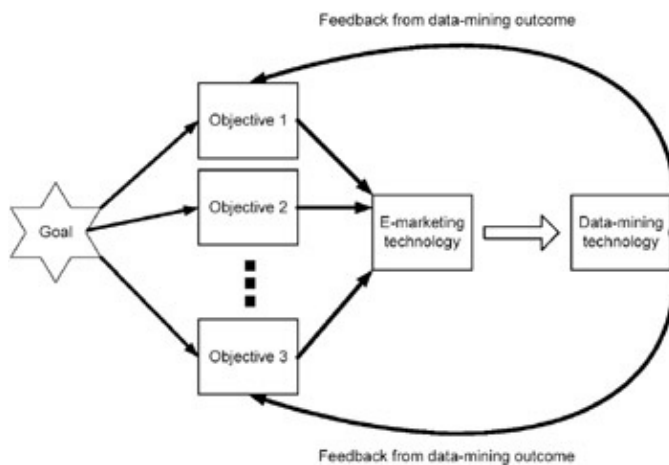 Feedback from data-mining outcome
Objective 1
Objective 2
Goal
E-marketing
technology
Data-mining
technology
Objective 3
Feedback from data-mining outcome